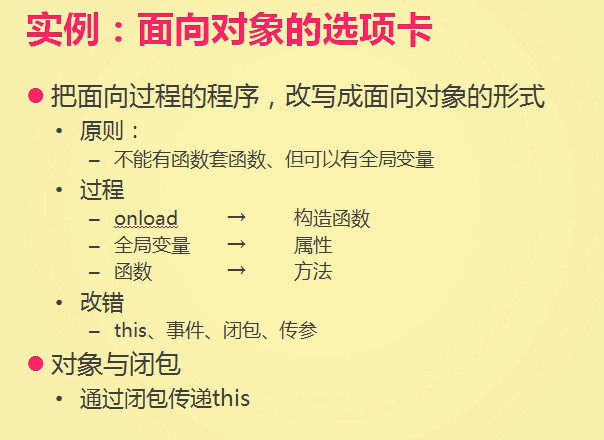 实例：面向对象的选项卡
把面向过程的程序，改写成面向对象的形式
原则：
不能有函数套函数、但可以有全局变量
过程
onload → 构造函数
全局变量 → 属性
函数 → 方法
改错
this、事件、闭包、传参
对象与闭包
通过闭包传递this